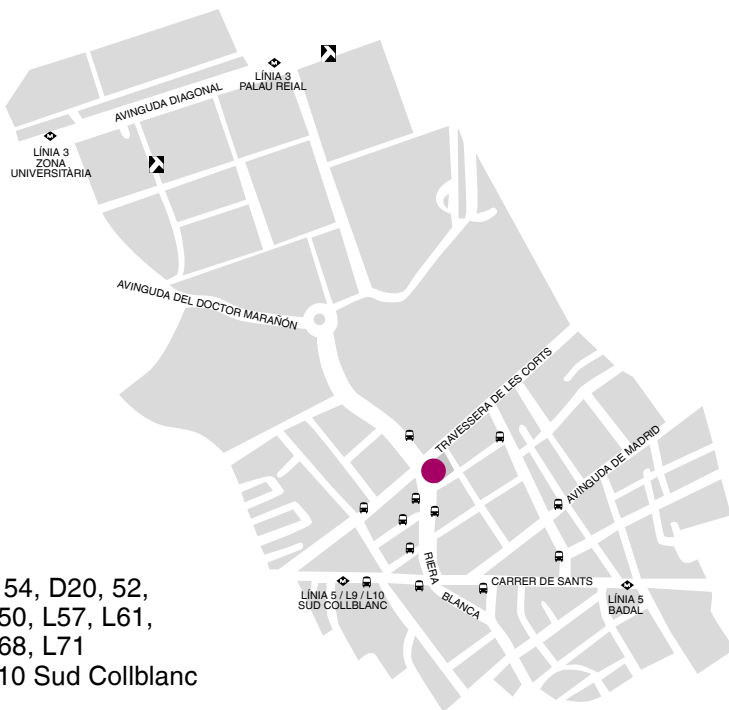 LÍNIA 3
PALAU REIAL
AVINGUDA DIAGONAL
LÍNIA 3
ZONA
UNIVERSITÀRIA
AVINGUDA DEL DOCTOR MARAÑÓN
TRAVESSERA DE LES CORTS
AVINGUDA DE MADRID
RIERA
BLANCA
CARRER DE SANTS
LÍNIA 5 / L9 / L10
SUD COLLBLANC
LÍNIA 5
BADAL
54, D20, 52,
50, L57, L61,
68, L71
10 Sud Collblanc